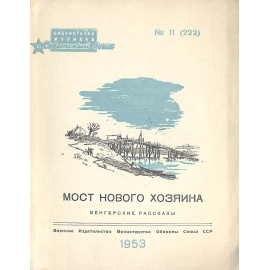 БИБЛИОТЕЧКА
ЖУРНАЛА
№ 11 (222)
МОСТ НОВОГО ХОЗЯИНА
ВЕНГЕРСКИЕ РАССКАЗЫ
Военное Издательство Министерства Обороны Союза ССР
1953